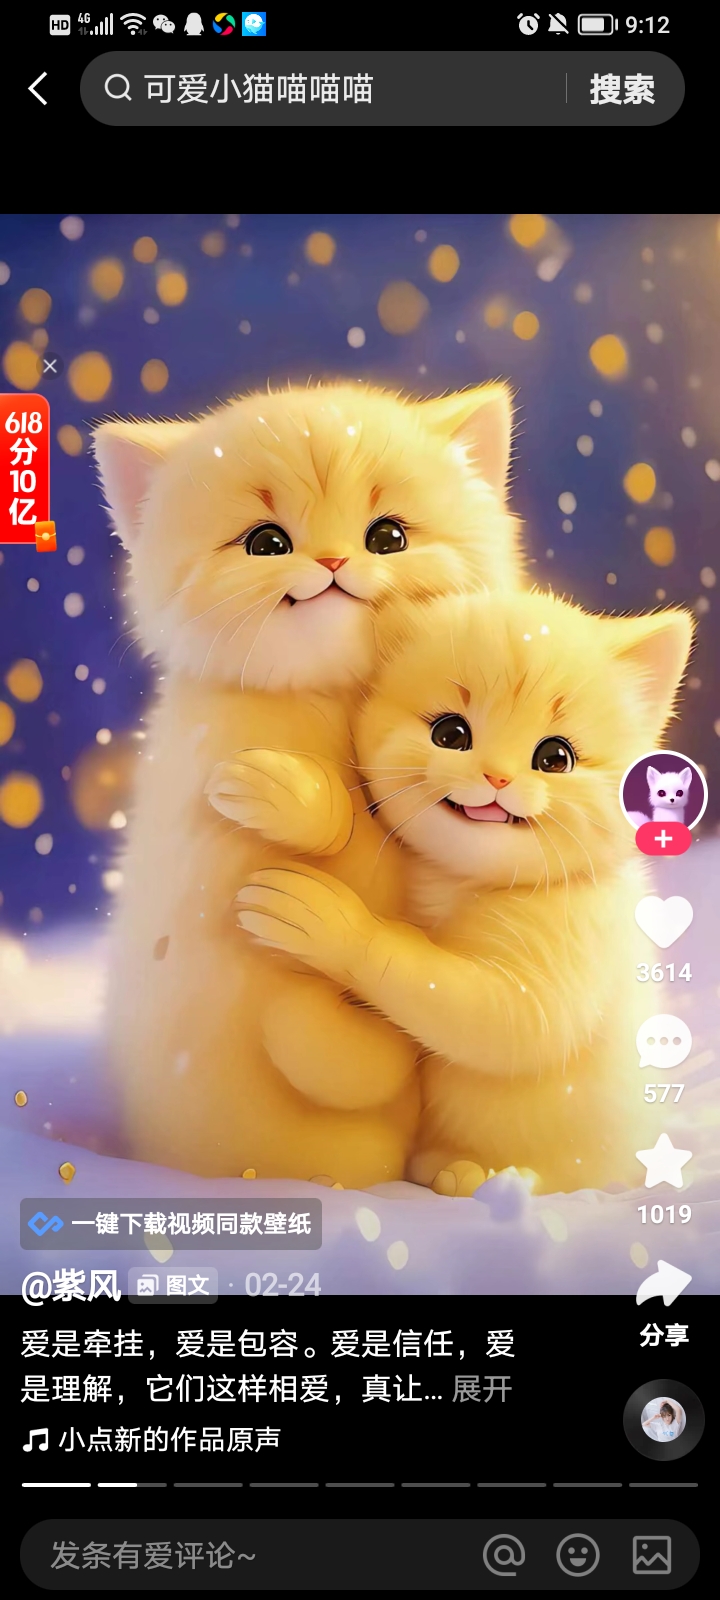 HD 4G 9:12
可爱小猫喵喵喵 搜索
618
分
10
亿
3614
577
1019
一键下载视频同款壁纸
@紫风 图文 · 02-24
分享
爱是牵挂，爱是包容。爱是信任，爱
是理解，它们这样相爱，真让... 展开
小点新的作品原声
发条有爱评论~